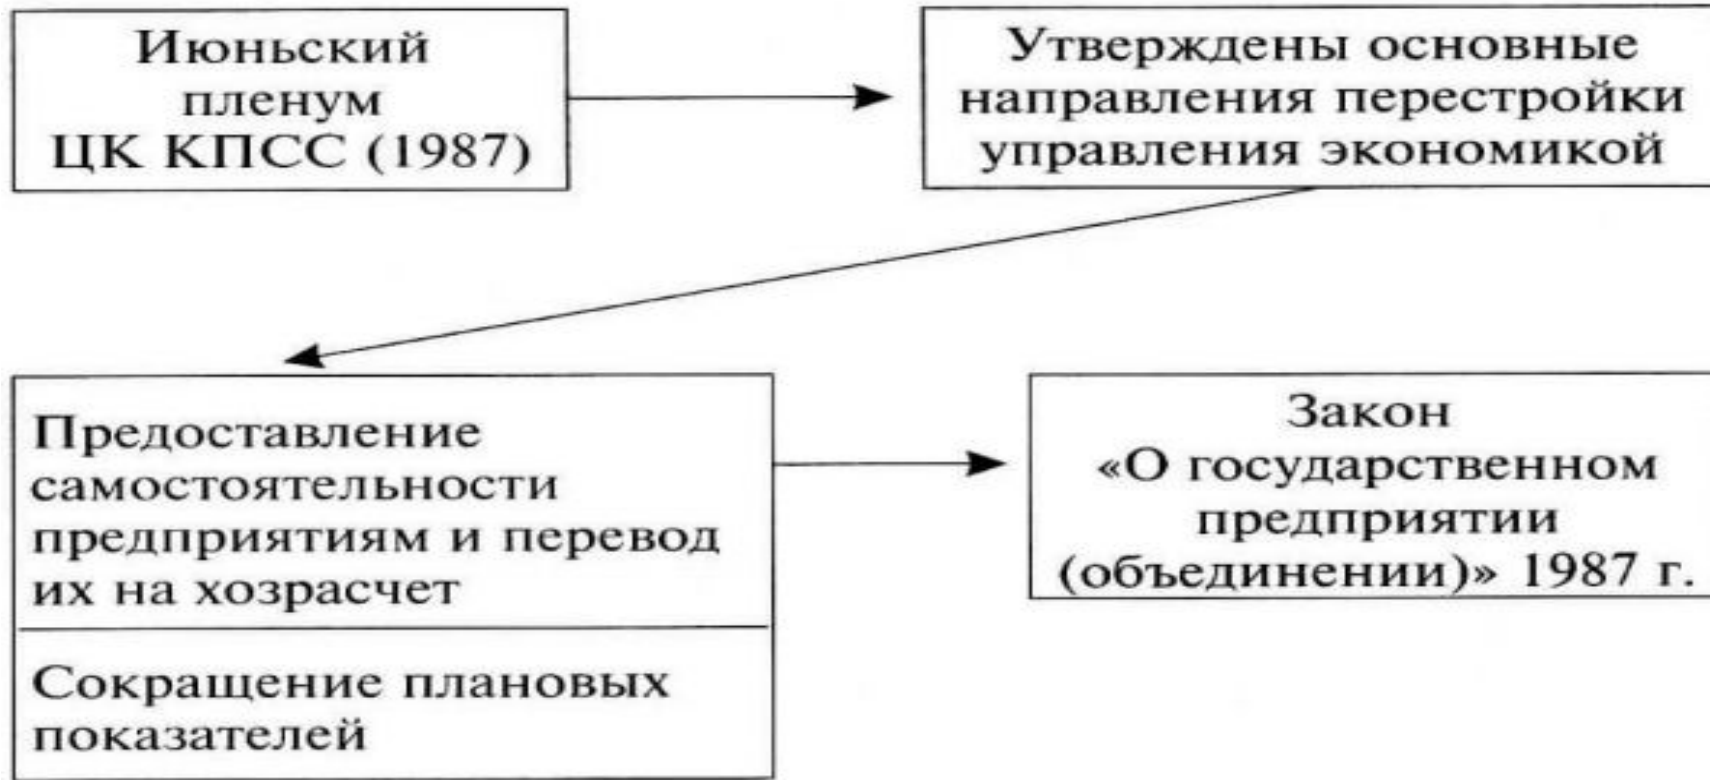 Июньский
пленум
ЦК КПСС (1987)
Утверждены основные
направления перестройки
управления экономикой
Предоставление
самостоятельности
предприятиям и перевод
их на хозрасчет
Сокращение плановых
показателей
Закон
«О государственном
предприятии
(объединении)» 1987 г.